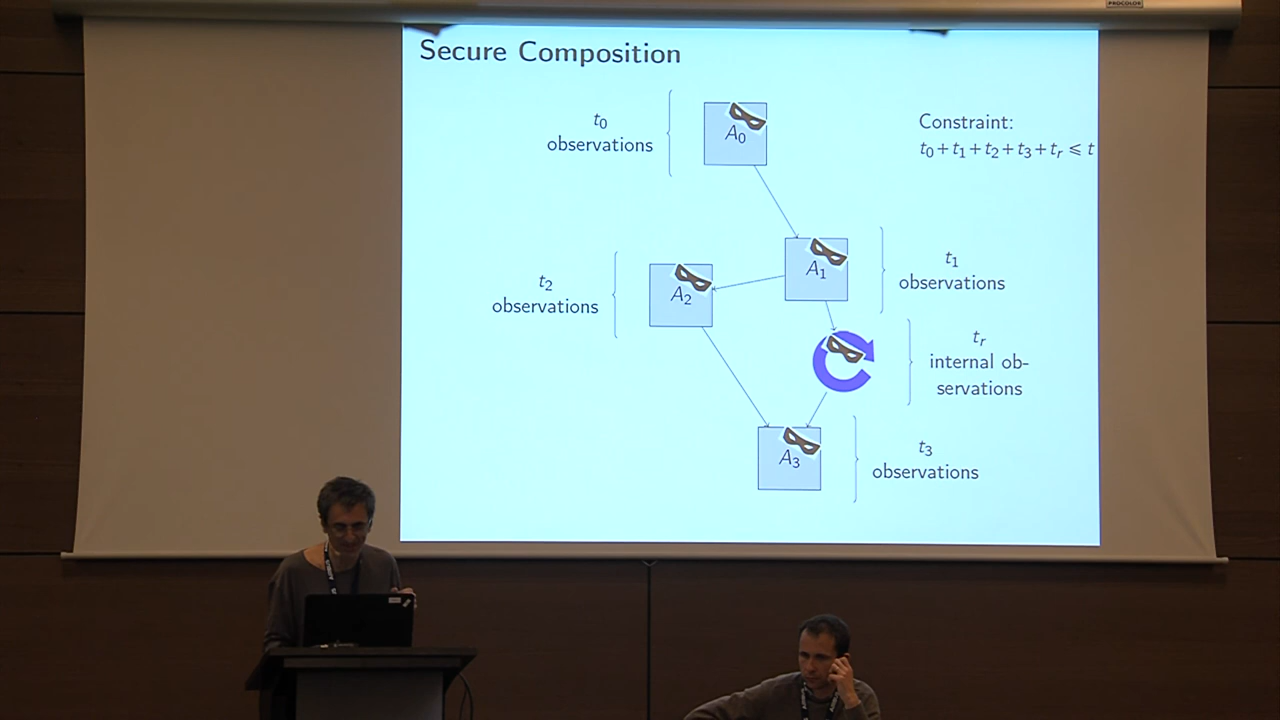 PROCOLOR
Secure Composition
t₀
observations
A₀
Constraint:
t₀+t₁+t₂+t₃+tᵣ ⩽ t
t₂
observations
A₂
A₁
t₁
observations
tᵣ
internal ob-
servations
A₃
t₃
observations